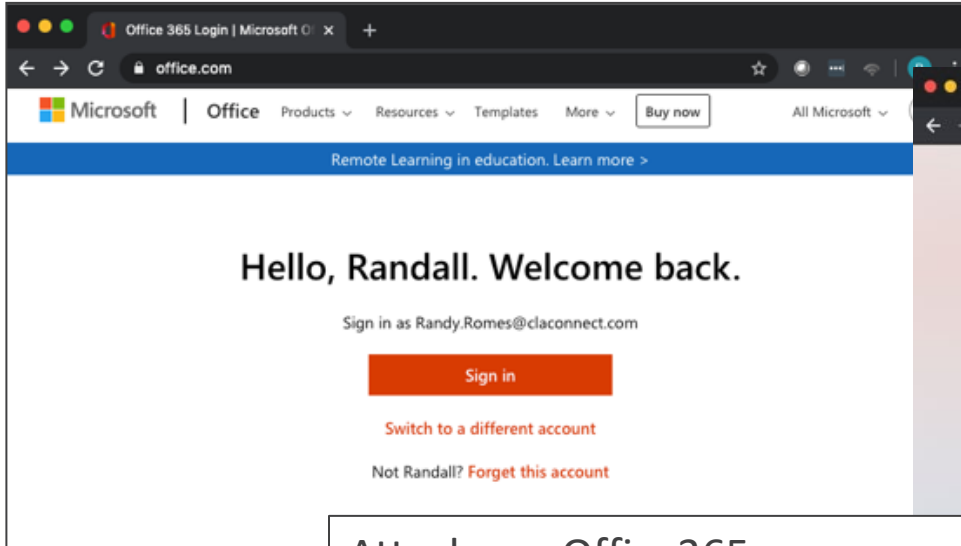 Office 365 Login | Microsoft O
office.com
Microsoft | Office Products Resources Templates More Buy now All Microsoft
Remote Learning in education. Learn more >
Hello, Randall. Welcome back.
Sign in as Randy.Romes@claconnect.com
Sign in
Switch to a different account
Not Randall? Forget this account